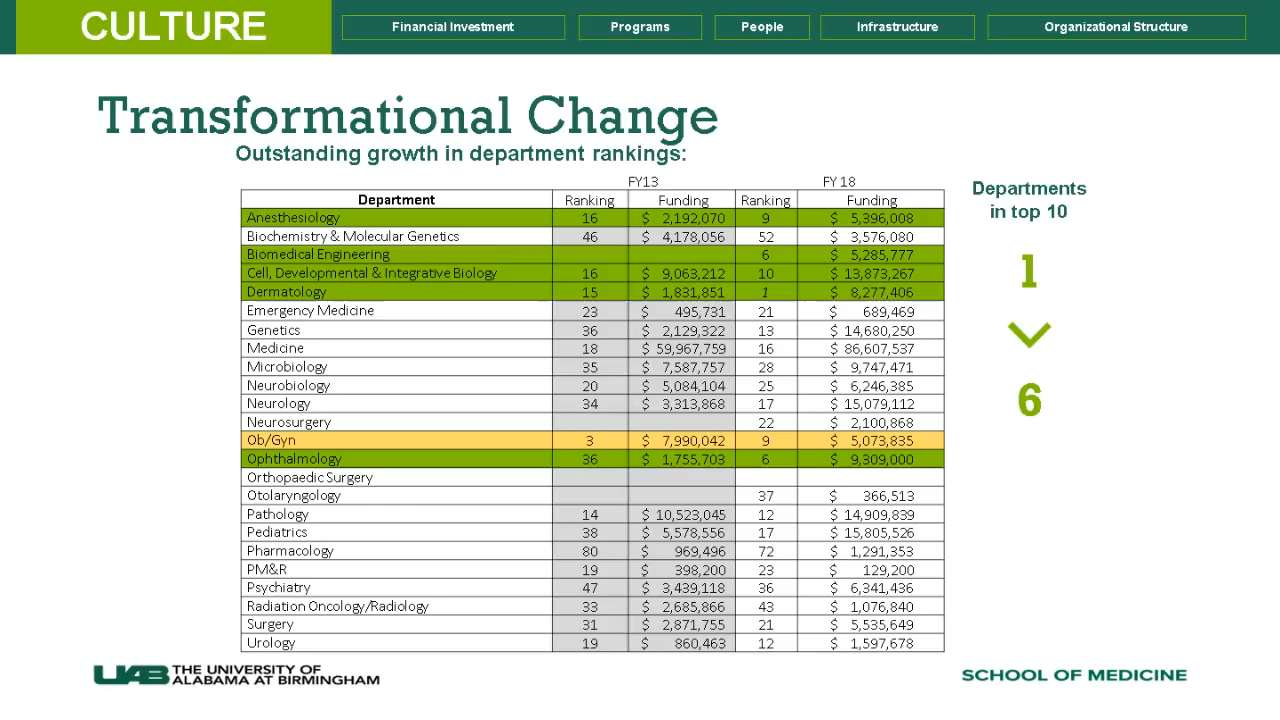 CULTURE
Financial Investment
Programs
People
Infrastructure
Organizational Structure
Transformational Change
Outstanding growth in department rankings:
FY13 FY 18
Department Ranking Funding Ranking Funding
Anesthesiology 16 $ 2,192,070 9 $ 5,396,008
Biochemistry & Molecular Genetics 46 $ 4,178,056 52 $ 3,576,080
Biomedical Engineering 6 $ 5,285,777
Cell, Developmental & Integrative Biology 16 $ 9,063,212 10 $ 13,873,267
Dermatology 15 $ 1,831,851 1 $ 8,277,406
Emergency Medicine 23 $ 495,731 21 $ 689,469
Genetics 36 $ 2,129,322 13 $ 14,680,250
Medicine 18 $ 59,967,759 16 $ 86,607,537
Microbiology 35 $ 7,587,757 28 $ 9,747,471
Neurobiology 20 $ 5,084,104 25 $ 6,246,385
Neurology 34 $ 3,313,868 17 $ 15,079,112
Neurosurgery 22 $ 2,100,868
Ob/Gyn 3 $ 7,990,042 9 $ 5,073,835
Ophthalmology 36 $ 1,755,703 6 $ 9,309,000
Orthopaedic Surgery
Otolaryngology 37 $ 366,513
Pathology 14 $ 10,523,045 12 $ 14,909,839
Pediatrics 38 $ 5,578,556 17 $ 15,805,526
Pharmacology 80 $ 969,496 72 $ 1,291,353
PM&R 19 $ 398,200 23 $ 129,200
Psychiatry 47 $ 3,439,118 36 $ 6,341,436
Radiation Oncology/Radiology 33 $ 2,685,866 43 $ 1,076,840
Surgery 31 $ 2,871,755 21 $ 5,535,649
Urology 19 $ 860,463 12 $ 1,597,678
Departments
in top 10
1
6
UAB THE UNIVERSITY OF
ALABAMA AT BIRMINGHAM
SCHOOL OF MEDICINE